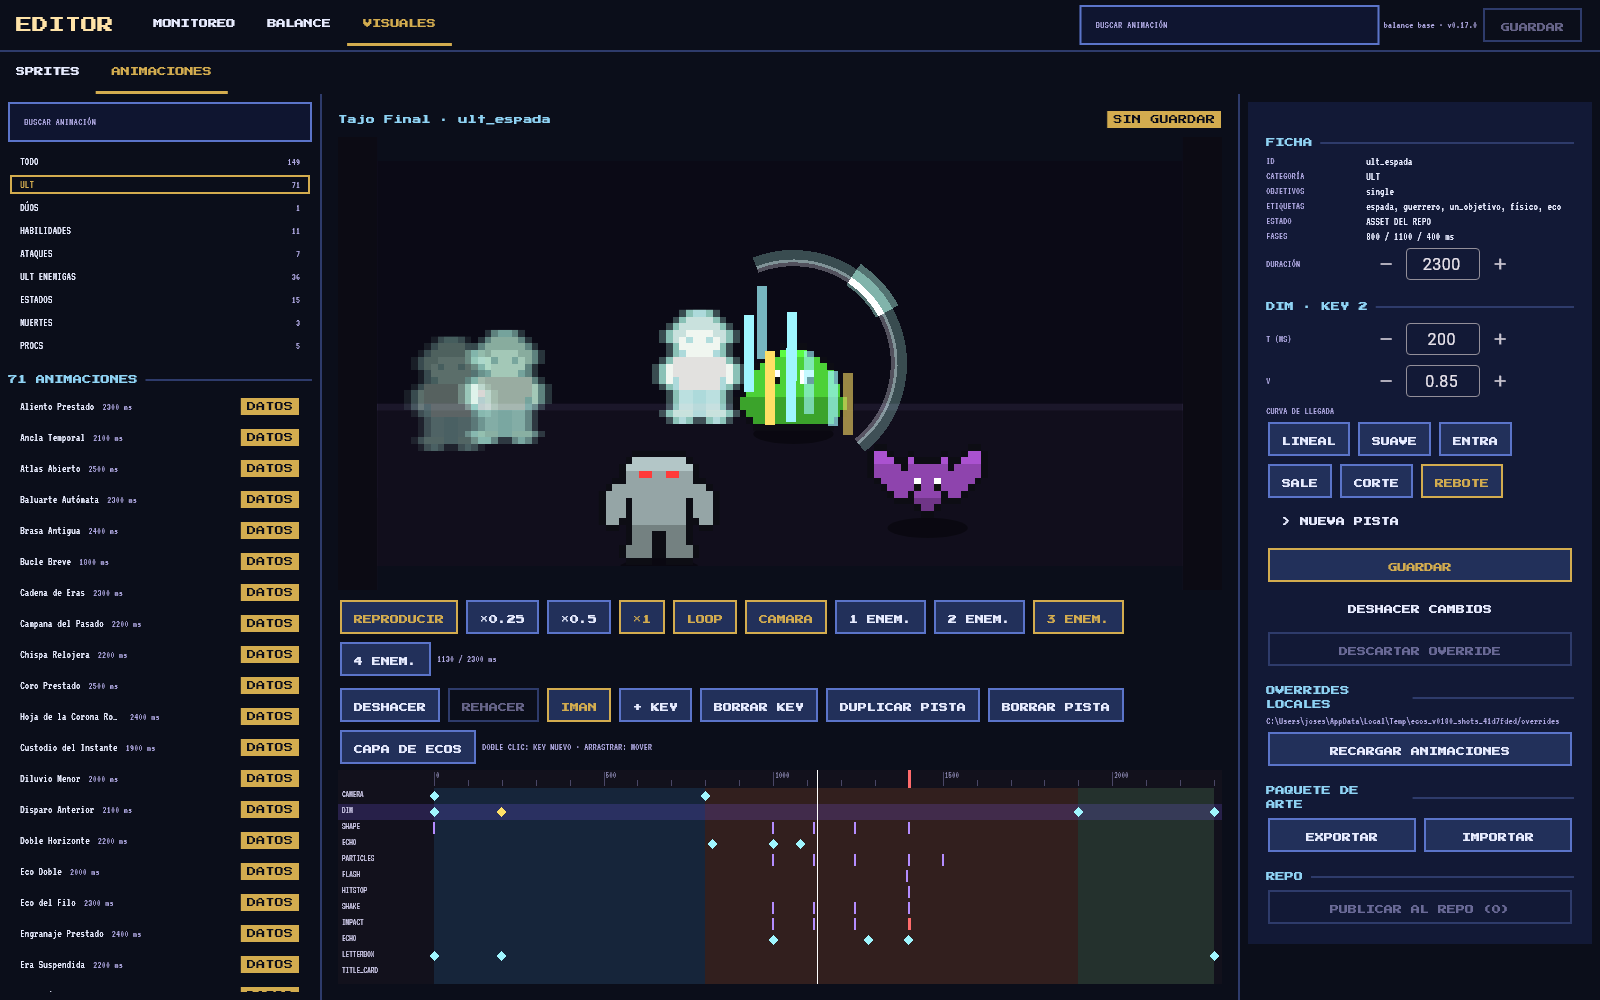 EDITOR MONITOREO BALANCE VISUALES BUSCAR ANIMACIÓN balance base · v0.17.0 GUARDAR
SPRITES ANIMACIONES
BUSCAR ANIMACIÓN
TODO 149
ULT 71
DÚOS 1
HABILIDADES 11
ATAQUES 7
ULT ENEMIGAS 36
ESTADOS 15
MUERTES 3
PROCS 5
71 ANIMACIONES
Aliento Prestado 2300 ms DATOS
Ancla Temporal 2100 ms DATOS
Atlas Abierto 2500 ms DATOS
Baluarte Autómata 2300 ms DATOS
Brasa Antigua 2400 ms DATOS
Bucle Breve 1800 ms DATOS
Cadena de Eras 2300 ms DATOS
Campana del Pasado 2200 ms DATOS
Chispa Relojera 2200 ms DATOS
Coro Prestado 2500 ms DATOS
Hoja de la Corona Ro… 2400 ms DATOS
Custodio del Instante 1900 ms DATOS
Diluvio Menor 2000 ms DATOS
Disparo Anterior 2100 ms DATOS
Doble Horizonte 2200 ms DATOS
Eco Doble 2000 ms DATOS
Eco del Filo 2300 ms DATOS
Engranaje Prestado 2400 ms DATOS
Era Suspendida 2200 ms DATOS
Tajo Final · ult_espada SIN GUARDAR
REPRODUCIR ×0.25 ×0.5 ×1 LOOP CAMARA 1 ENEM. 2 ENEM. 3 ENEM.
4 ENEM. 1130 / 2300 ms
DESHACER REHACER IMAN + KEY BORRAR KEY DUPLICAR PISTA BORRAR PISTA
CAPA DE ECOS DOBLE CLIC: KEY NUEVO · ARRASTRAR: MOVER
0 500 1000 1500 2000
CAMERA
DIM
SHAPE
ECHO
PARTICLES
FLASH
HITSTOP
SHAKE
IMPACT
ECHO
LETTERBOX
TITLE_CARD
FICHA
ID ult_espada
CATEGORÍA ULT
OBJETIVOS single
ETIQUETAS espada, guerrero, un_objetivo, físico, eco
ESTADO ASSET DEL REPO
FASES 800 / 1100 / 400 ms
DURACIÓN − 2300 +
DIM · KEY 2
T (MS) − 200 +
V − 0.85 +
CURVA DE LLEGADA
LINEAL SUAVE ENTRA
SALE CORTE REBOTE
> NUEVA PISTA
GUARDAR
DESHACER CAMBIOS
DESCARTAR OVERRIDE
OVERRIDES
LOCALES
C:\Users\joses\AppData\Local\Temp\ecos_v0180_shots_41d7fded/overrides
RECARGAR ANIMACIONES
PAQUETE DE
ARTE
EXPORTAR IMPORTAR
REPO
PUBLICAR AL REPO (0)